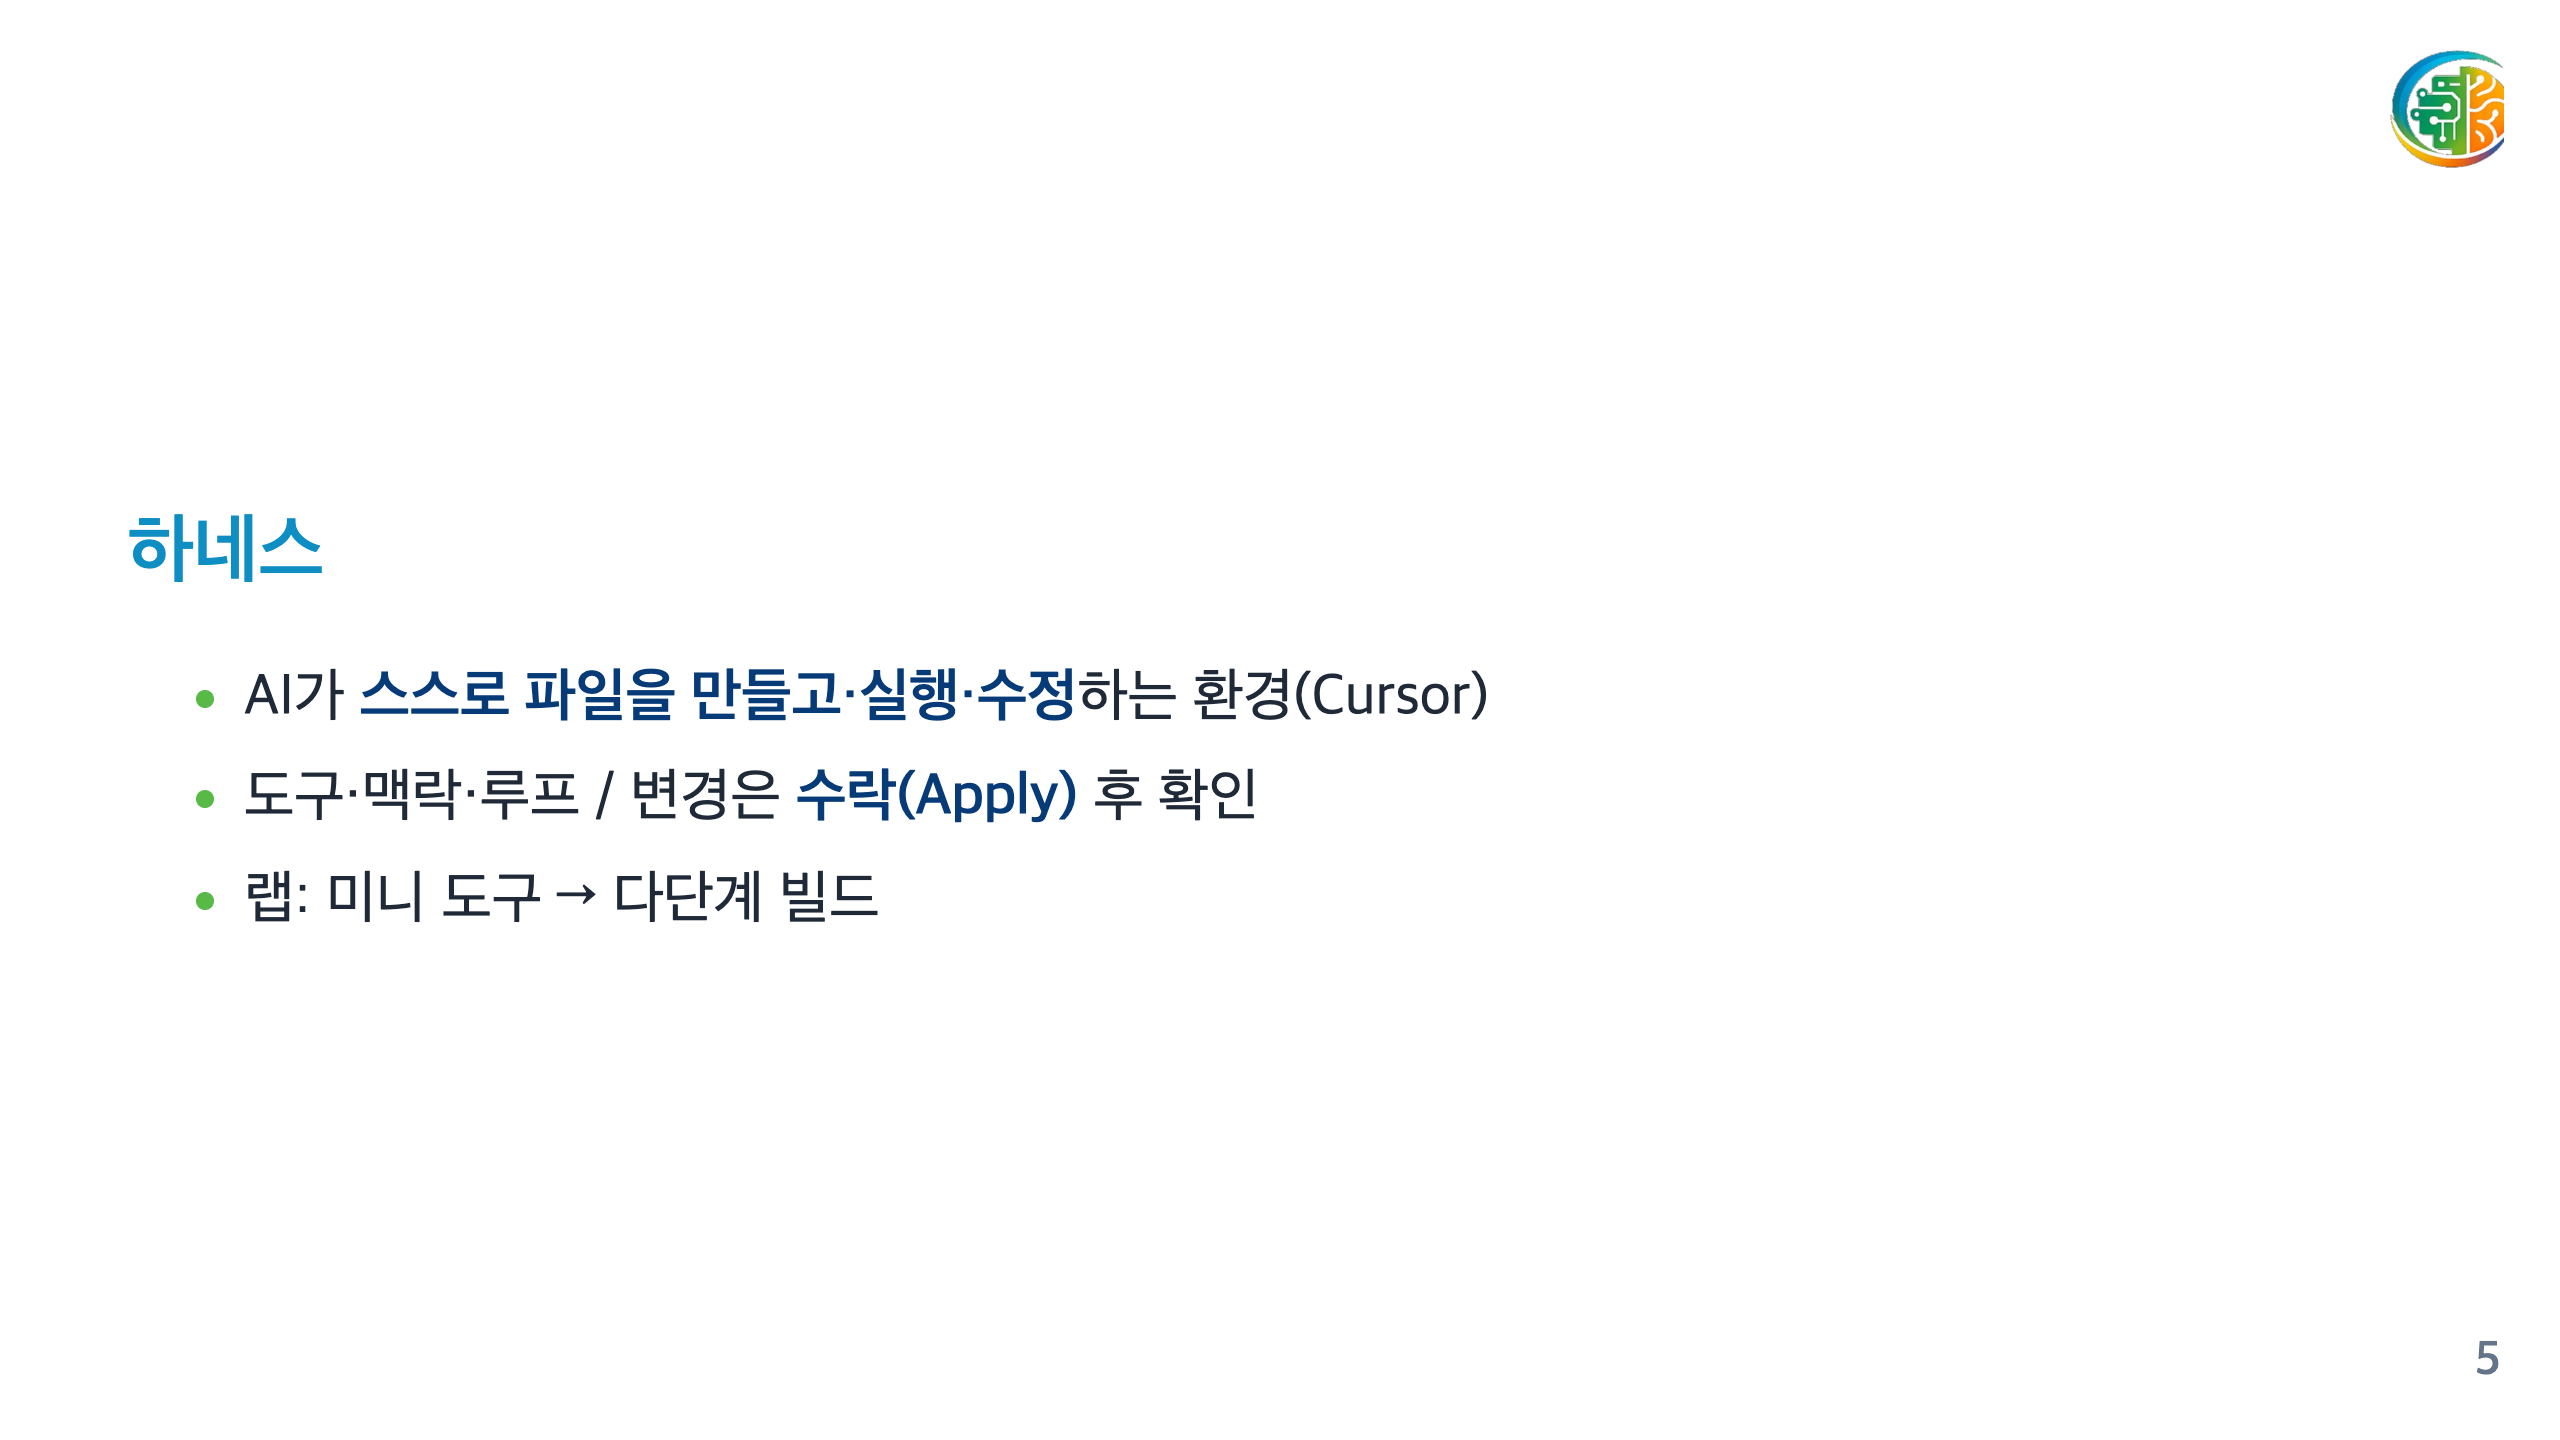 하네스
• AI가 스스로 파일을 만들고·실행·수정하는 환경(Cursor)
• 도구·맥락·루프 / 변경은 수락(Apply) 후 확인
• 랩: 미니 도구 → 다단계 빌드
5